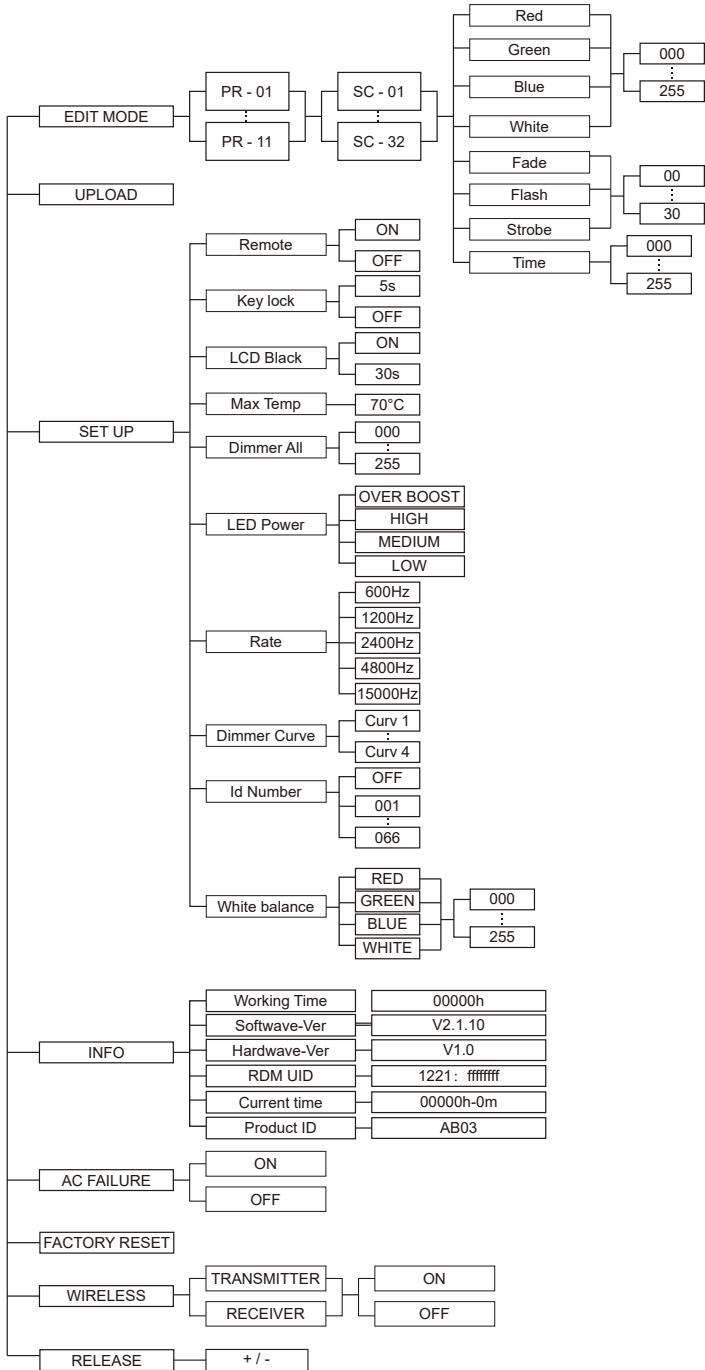 Red
Green
000
Blue
255
PR - 01
SC - 01
EDIT MODE
White
PR - 11
SC - 32
Fade
00
UPLOAD
Flash
30
Strobe
ON
Remote
000
OFF
Time
5s
255
Key lock
OFF
ON
LCD Black
30s
Max Temp
70°C
SET UP
000
Dimmer All
255
OVER BOOST
HIGH
LED Power
MEDIUM
LOW
600Hz
1200Hz
Rate
2400Hz
4800Hz
15000Hz
Curv 1
Dimmer Curve
Curv 4
OFF
Id Number
001
066
RED
GREEN
000
White balance
BLUE
255
WHITE
Working Time 00000h
Softwave-Ver V2.1.10
INFO
Hardwave-Ver V1.0
RDM UID 1221: ffffffff
Current time 00000h-0m
Product ID AB03
ON
AC FAILURE
OFF
FACTORY RESET
TRANSMITTER ON
WIRELESS
RECEIVER OFF
RELEASE + / -